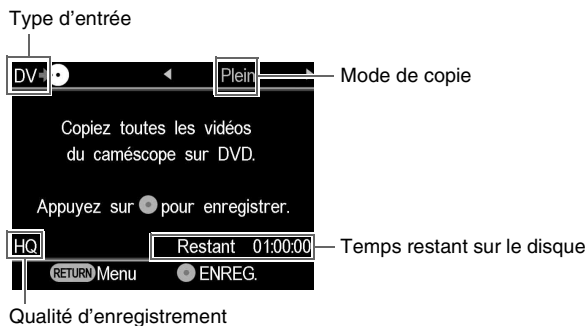 Type d'entrée
DV Plein
Mode de copie
Copiez toutes les vidéos
du caméscope sur DVD.
Appuyez sur pour enregistrer.
HQ Restant 01:00:00
Temps restant sur le disque
RETURN Menu ENREG.
Qualité d'enregistrement